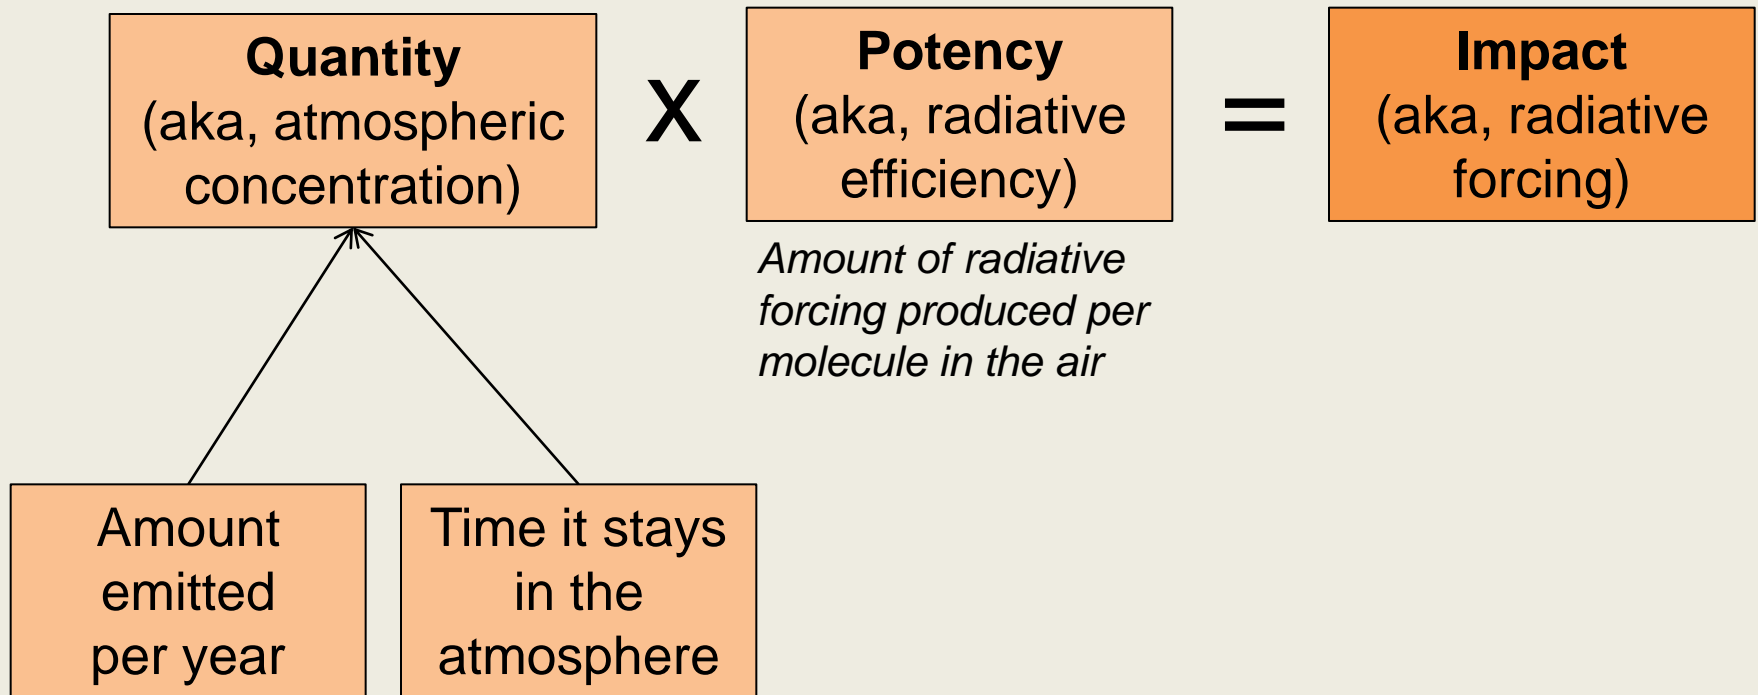 Quantity
(aka, atmospheric
concentration)
x
Potency
(aka, radiative
efficiency)
=
Impact
(aka, radiative
forcing)
Amount of radiative
forcing produced per
molecule in the air
Amount
emitted
per year
Time it stays
in the
atmosphere